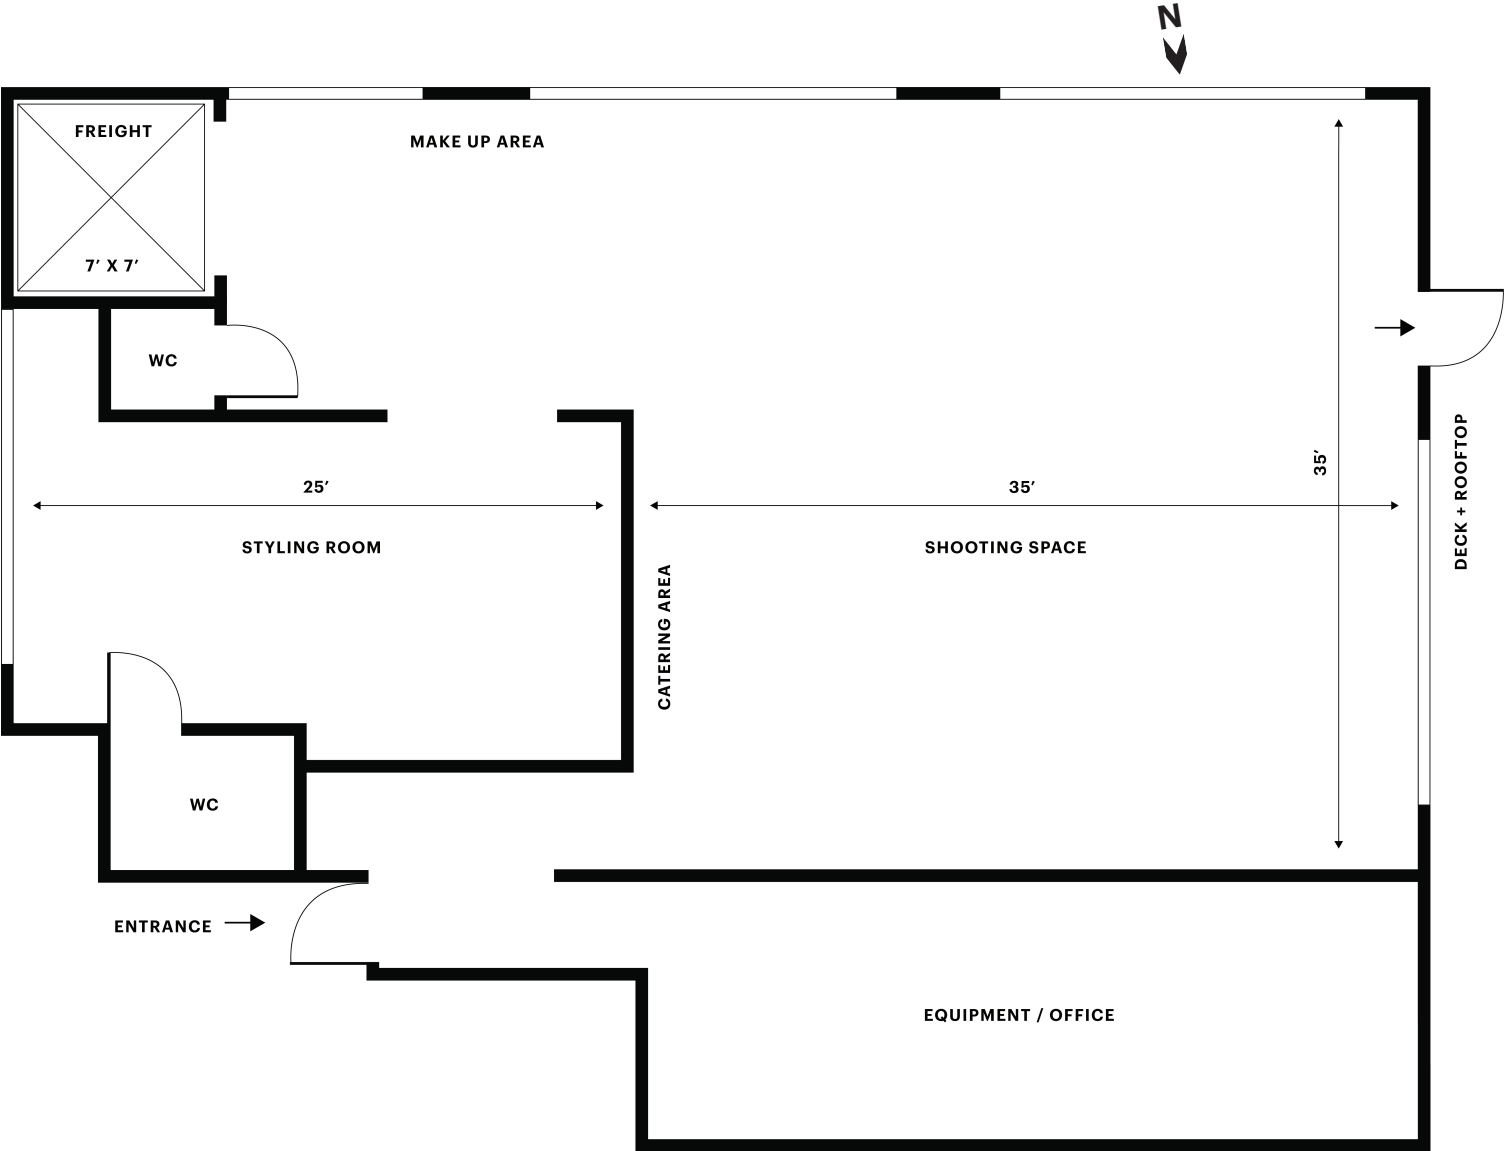 N
FREIGHT
7′ X 7′
MAKE UP AREA
WC
25′
STYLING ROOM
35′
SHOOTING SPACE
35′
DECK + ROOFTOP
CATERING AREA
WC
ENTRANCE
EQUIPMENT / OFFICE